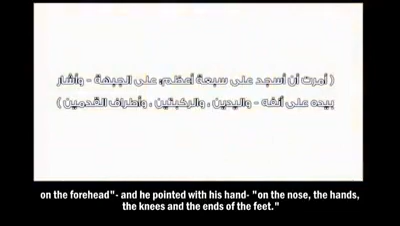 ( أمرت أن أسجد على سبعة أعظم، على الجبهة - وأشار
بيده على أنفه - واليدين ، والركبتين ، وأطراف القدمين )
on the forehead"- and he pointed with his hand- "on the nose, the hands,
the knees and the ends of the feet."